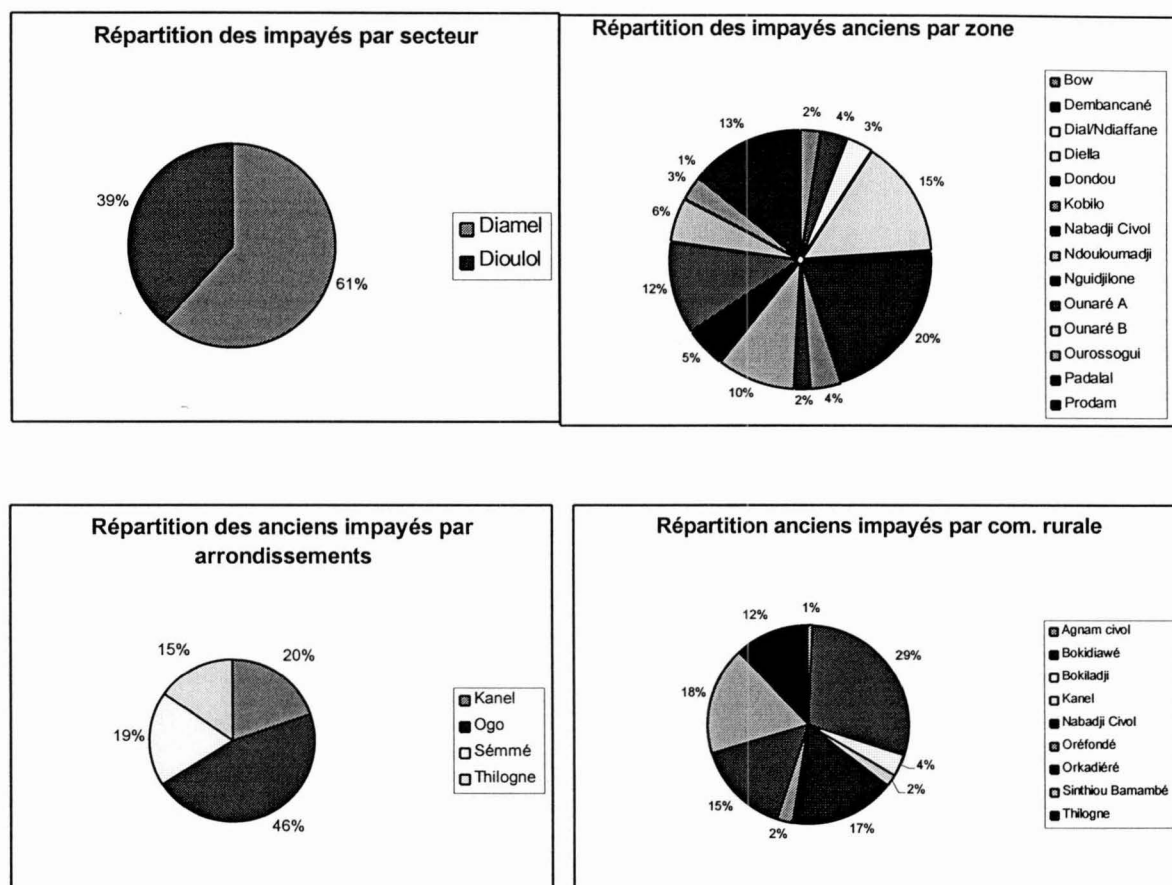 Répartition des impayés par secteur
39%
61%
Diamel
Dioulol
Répartition des impayés anciens par zone
2%
4%
3%
15%
20%
4%
2%
10%
5%
12%
6%
3%
1%
13%
Bow
Dembancané
Dial/Ndiaffane
Diella
Dondou
Kobilo
Nabadji Civol
Ndouloumadji
Nguidjilone
Ounaré A
Ounaré B
Ourossogui
Padalal
Prodam
Répartition des anciens impayés par
arrondissements
15%
20%
19%
46%
Kanel
Ogo
Sémmé
Thilogne
Répartition anciens impayés par com. rurale
12%
1%
29%
18%
4%
2%
15%
2%
17%
Agnam civol
Bokidiawé
Bokiladji
Kanel
Nabadji Civol
Oréfondé
Orkadiéré
Sinthiou Bamambé
Thilogne